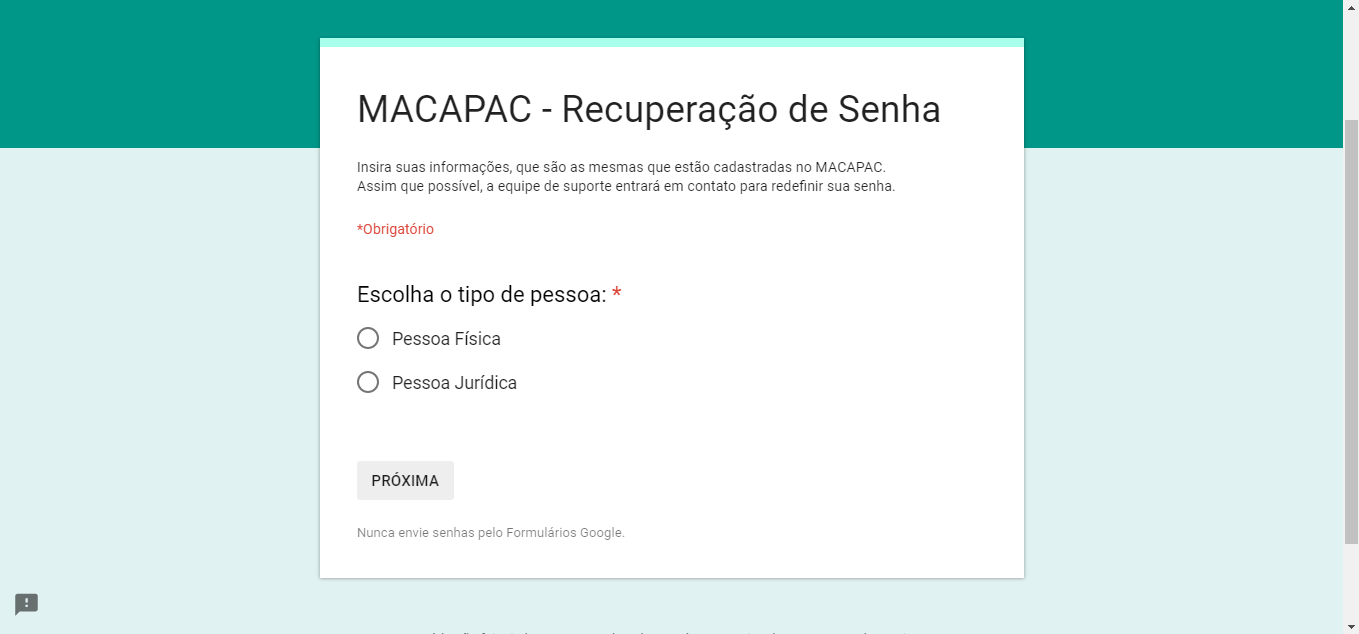 MACAPAC - Recuperação de Senha
Insira suas informações, que são as mesmas que estão cadastradas no MACAPAC.
Assim que possível, a equipe de suporte entrará em contato para redefinir sua senha.
*Obrigatório
Escolha o tipo de pessoa: *
Pessoa Física
Pessoa Jurídica
PRÓXIMA
Nunca envie senhas pelo Formulários Google.